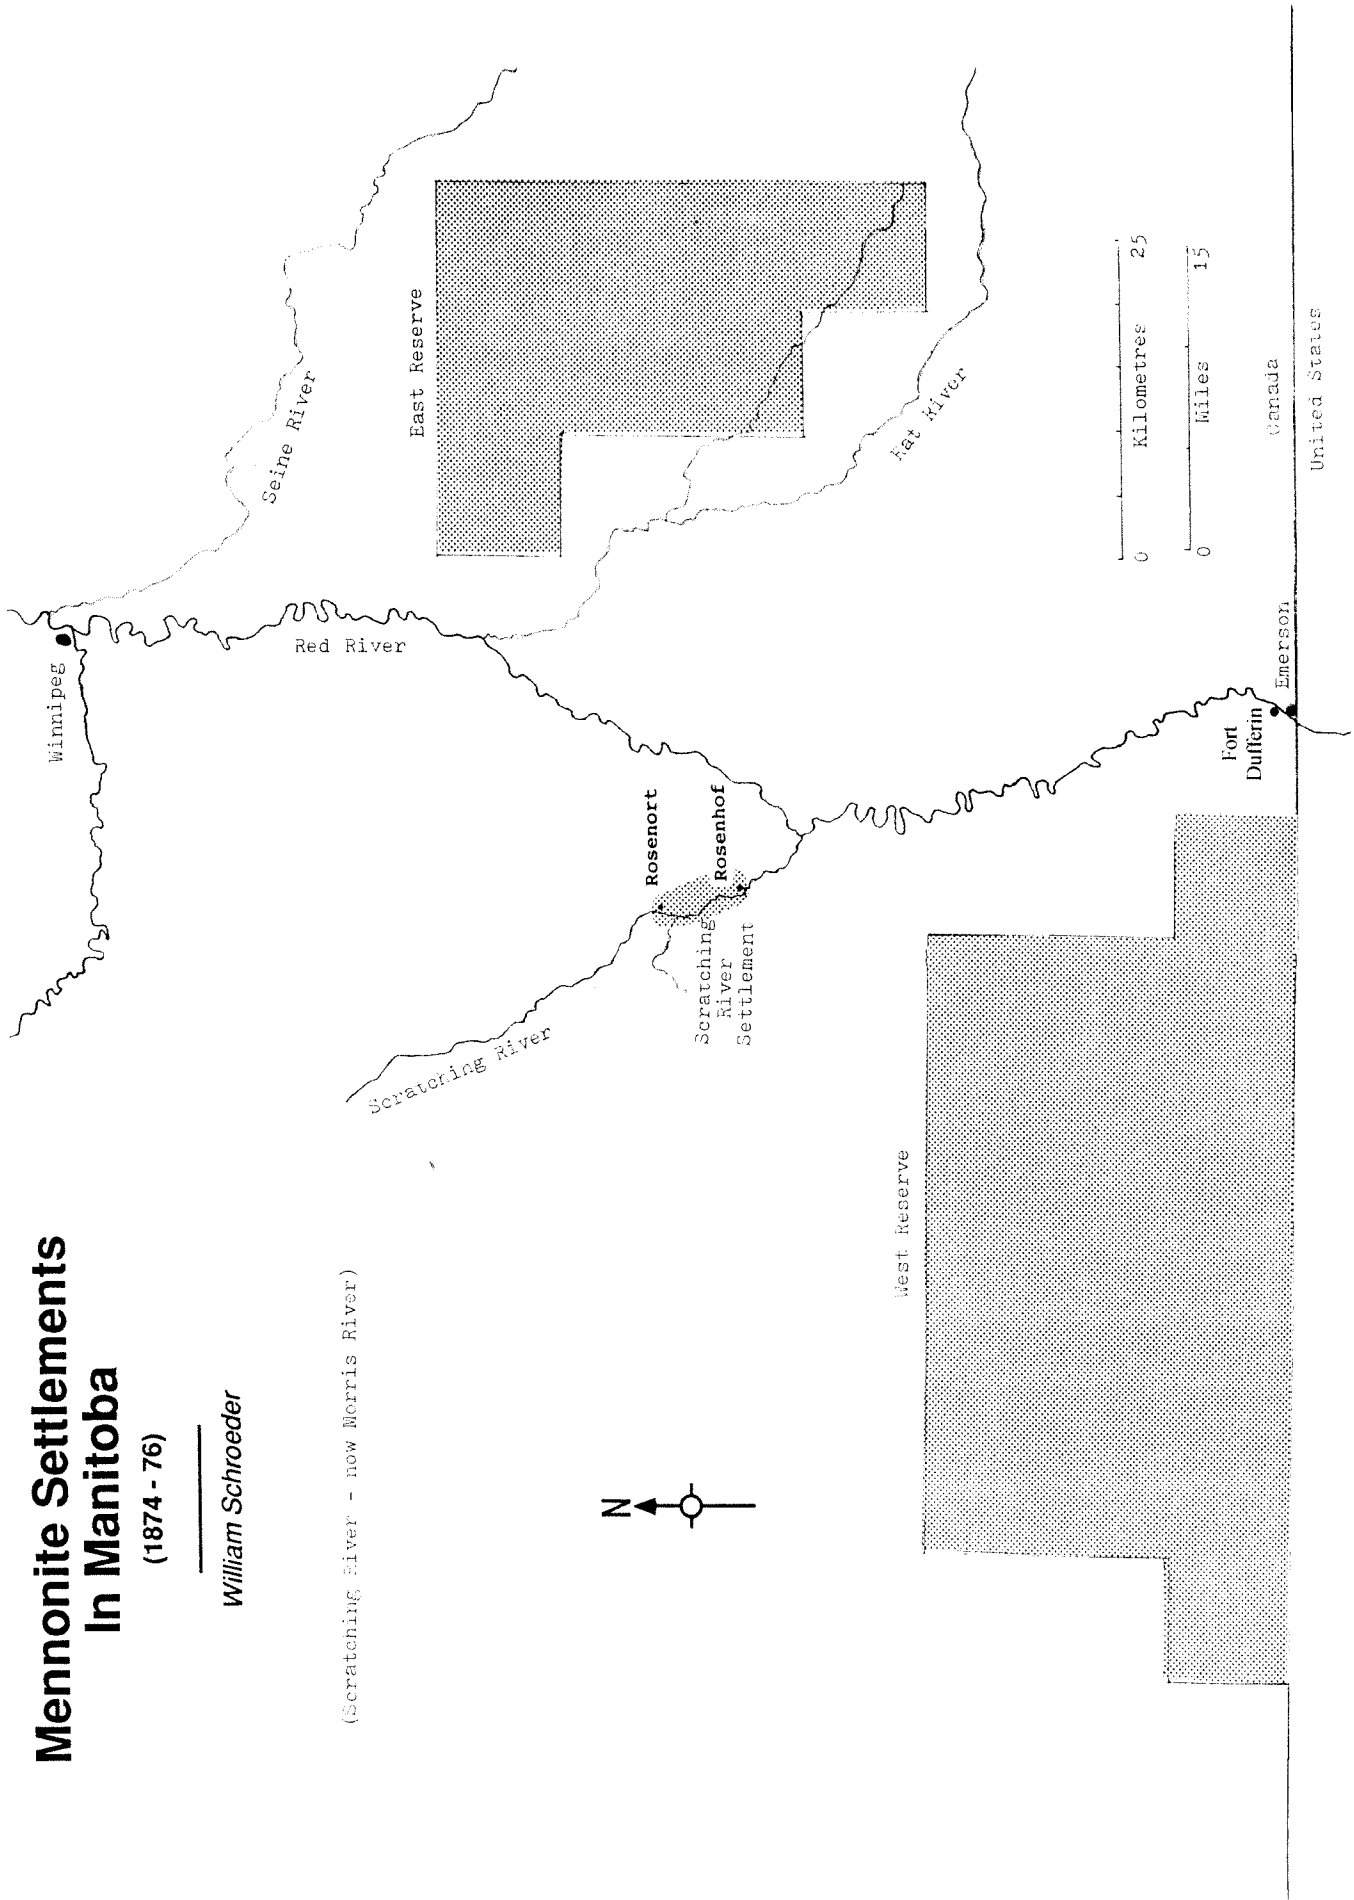 Mennonite Settlements
In Manitoba
(1874 - 76)
William Schroeder
(Scratching River - now Morris River)
N
Winnipeg
Seine River
Red River
East Reserve
Rat River
Scratching River
Rosenort
Rosenhof
Scratching
River
Settlement
West Reserve
Fort
Dufferin
Emerson
0 Kilometres 25
0 Miles 15
Canada
United States